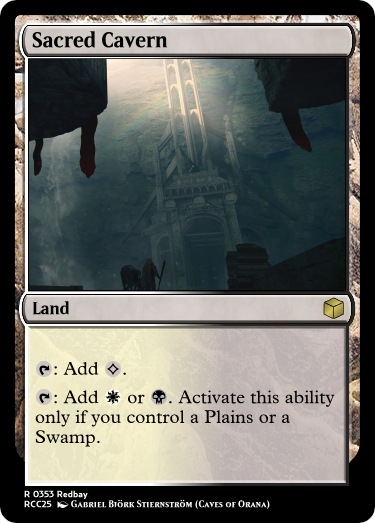 Sacred Cavern
Land
: Add .
: Add or . Activate this ability
only if you control a Plains or a
Swamp.
R 0353 Redbay
RCC25 Gabriel Björk Stiernström (Caves of Orana)